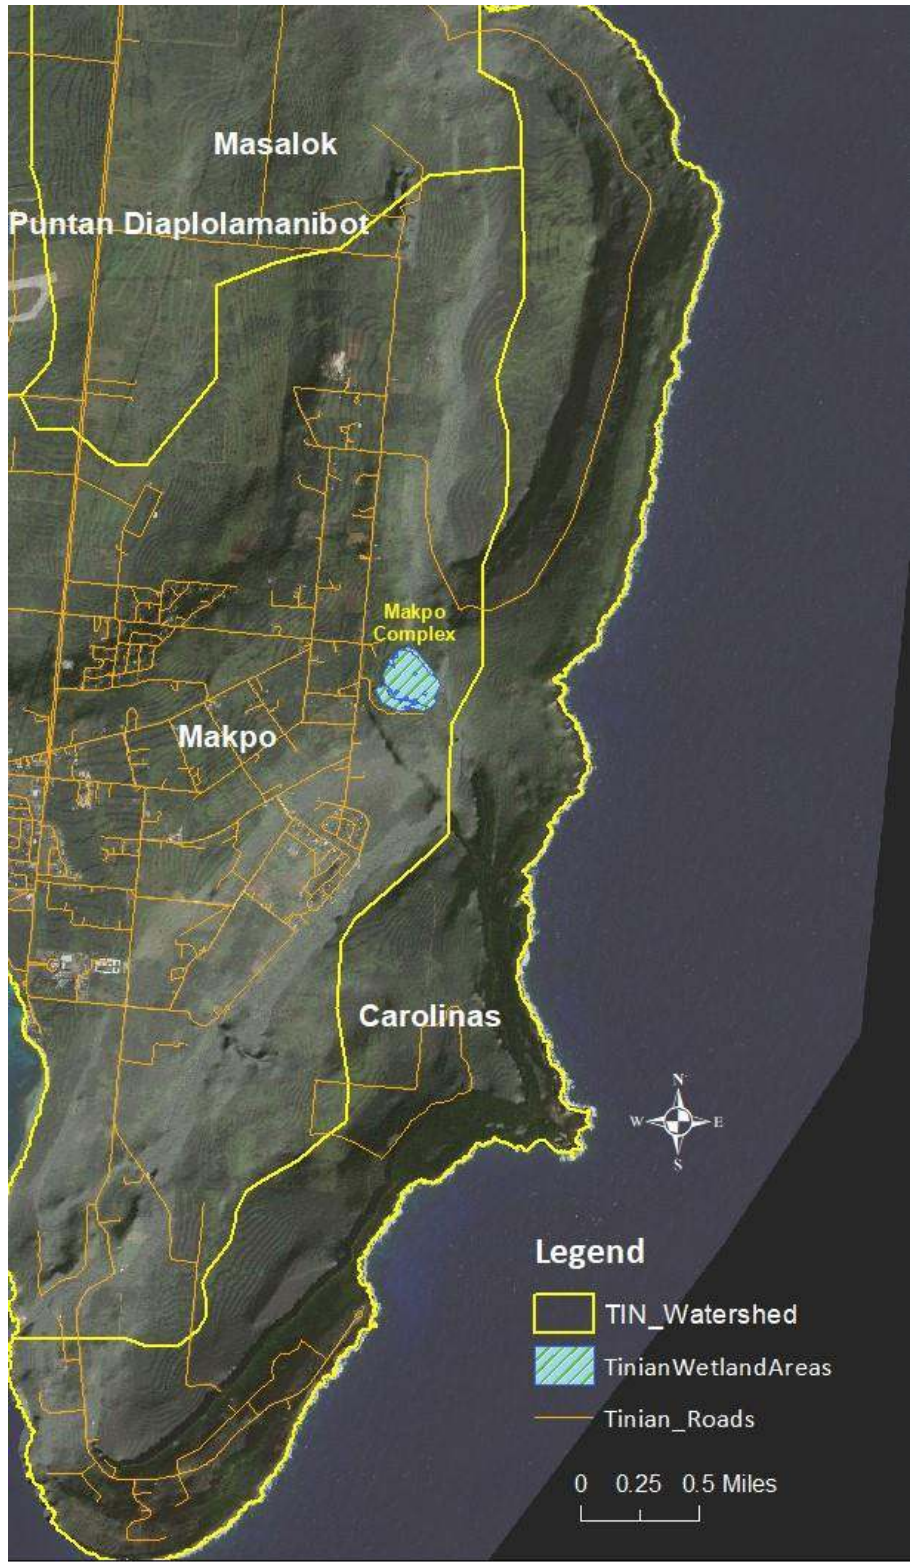 Masalok
Puntan Diaplolamanibot
Makpo
Complex
Makpo
Carolinas
N
W E
S
Legend
TIN_Watershed
TinianWetlandAreas
Tinian_Roads
0 0.25 0.5 Miles